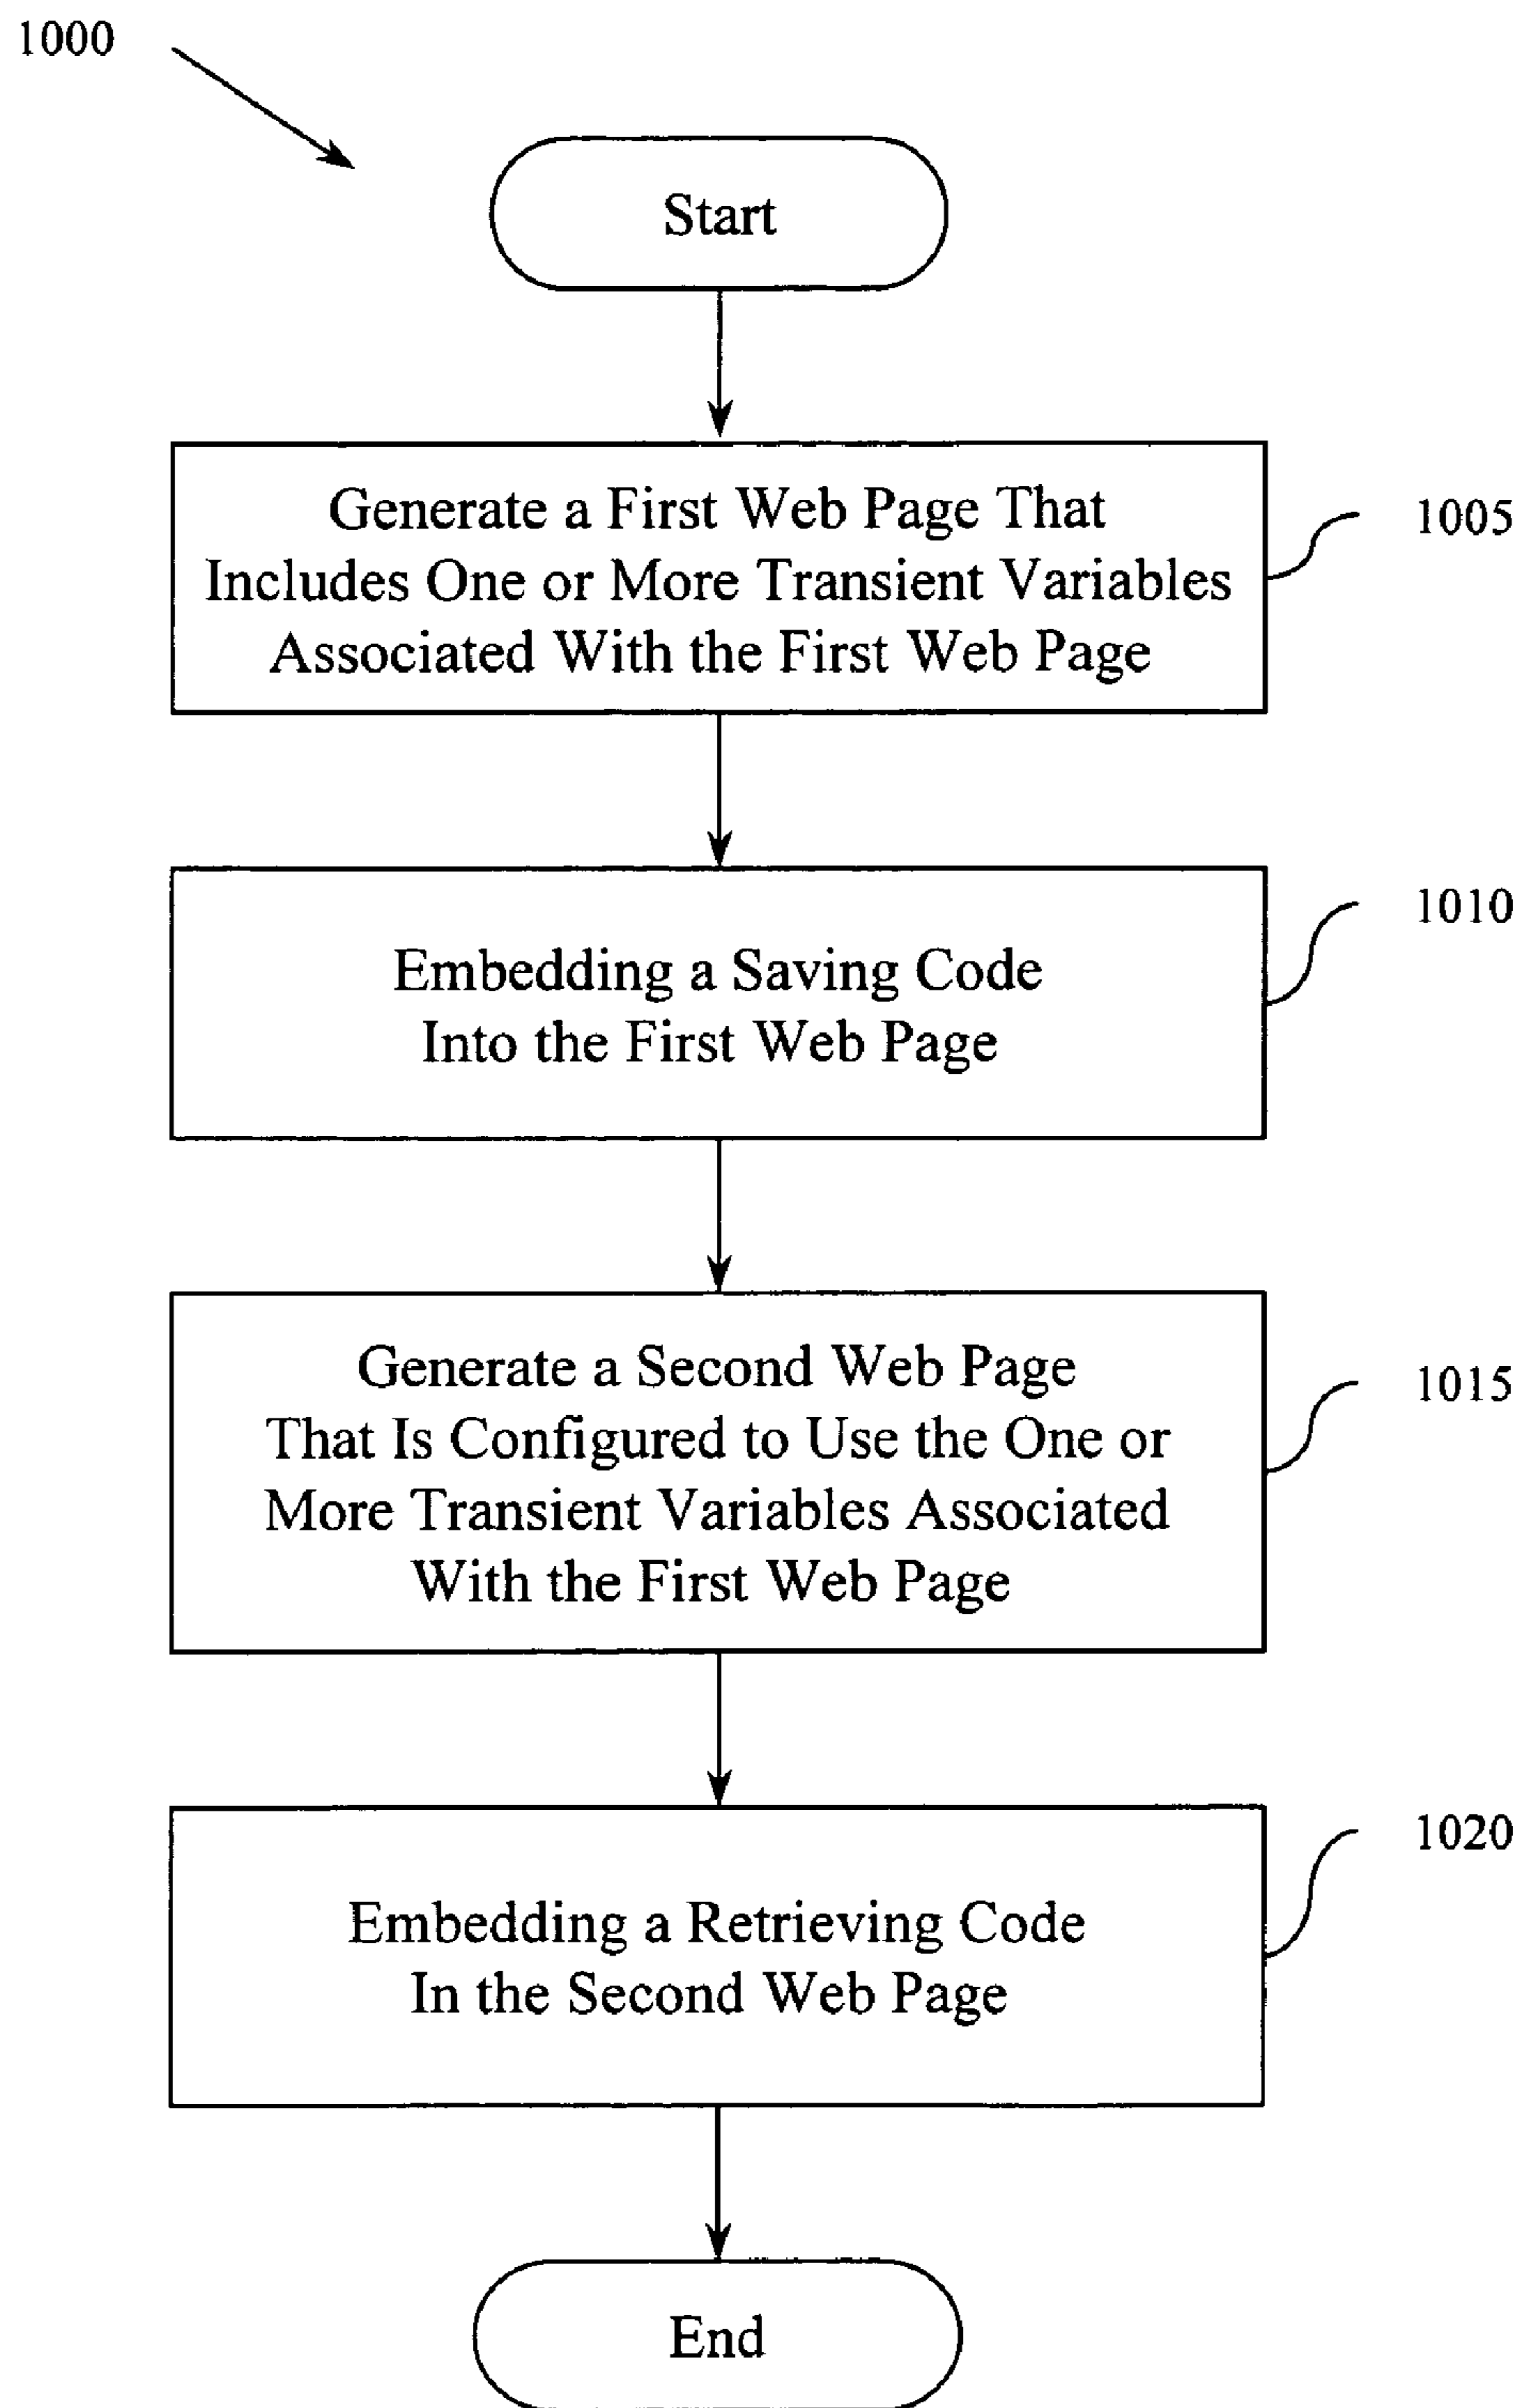 1000
Start
Generate a First Web Page That
Includes One or More Transient Variables
Associated With the First Web Page
1005
Embedding a Saving Code
Into the First Web Page
1010
Generate a Second Web Page
That Is Configured to Use the One or
More Transient Variables Associated
With the First Web Page
1015
Embedding a Retrieving Code
In the Second Web Page
1020
End